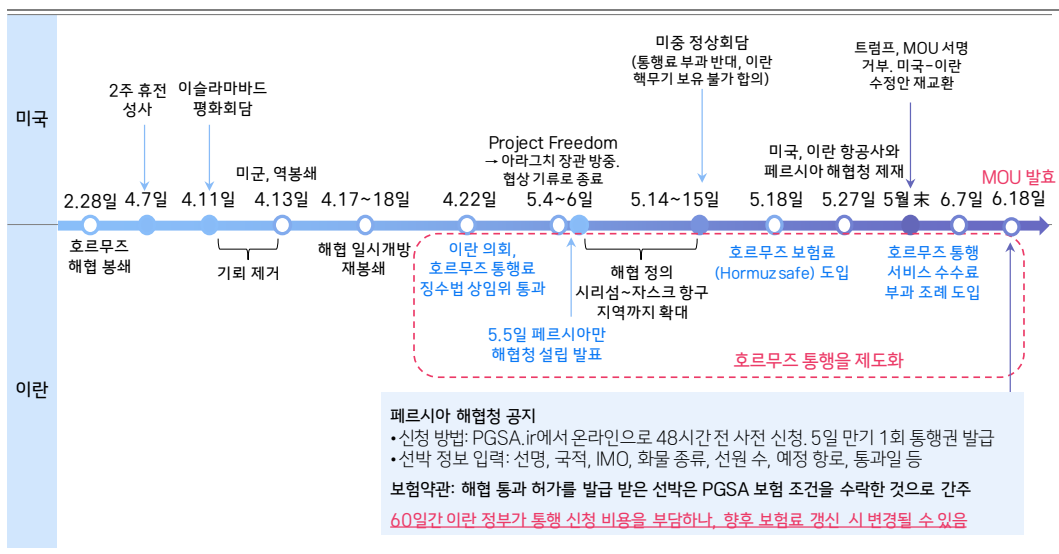 미국
2주 휴전
성사
이슬라마바드
평화회담
미군, 역봉쇄
Project Freedom
→ 아라그치 장관 방중.
협상 기류로 종료
미중 정상회담
(통행료 부과 반대, 이란
핵무기 보유 불가 합의)
미국, 이란 항공사와
페르시아 해협청 제재
트럼프, MOU 서명
거부. 미국-이란
수정안 재교환
MOU 발효
2.28일
4.7일
4.11일
4.13일
4.17~18일
4.22일
5.4~6일
5.14~15일
5.18일
5.27일
5월 末
6.7일
6.18일
이란
호르무즈
해협 봉쇄
기뢰 제거
해협 일시개방
재봉쇄
이란 의회,
호르무즈 통행료
징수법 상임위 통과
5.5일 페르시아만
해협청 설립 발표
해협 정의
시리섬~자스크 항구
지역까지 확대
호르무즈 보험료
(Hormuz safe) 도입
호르무즈 통행
서비스 수수료
부과 조례 도입
호르무즈 통행을 제도화
페르시아 해협청 공지
•신청 방법: PGSA.ir에서 온라인으로 48시간 전 사전 신청. 5일 만기 1회 통행권 발급
•선박 정보 입력: 선명, 국적, IMO, 화물 종류, 선원 수, 예정 항로, 통과일 등
보험약관: 해협 통과 허가를 발급 받은 선박은 PGSA 보험 조건을 수락한 것으로 간주
60일간 이란 정부가 통행 신청 비용을 부담하나, 향후 보험료 갱신 시 변경될 수 있음